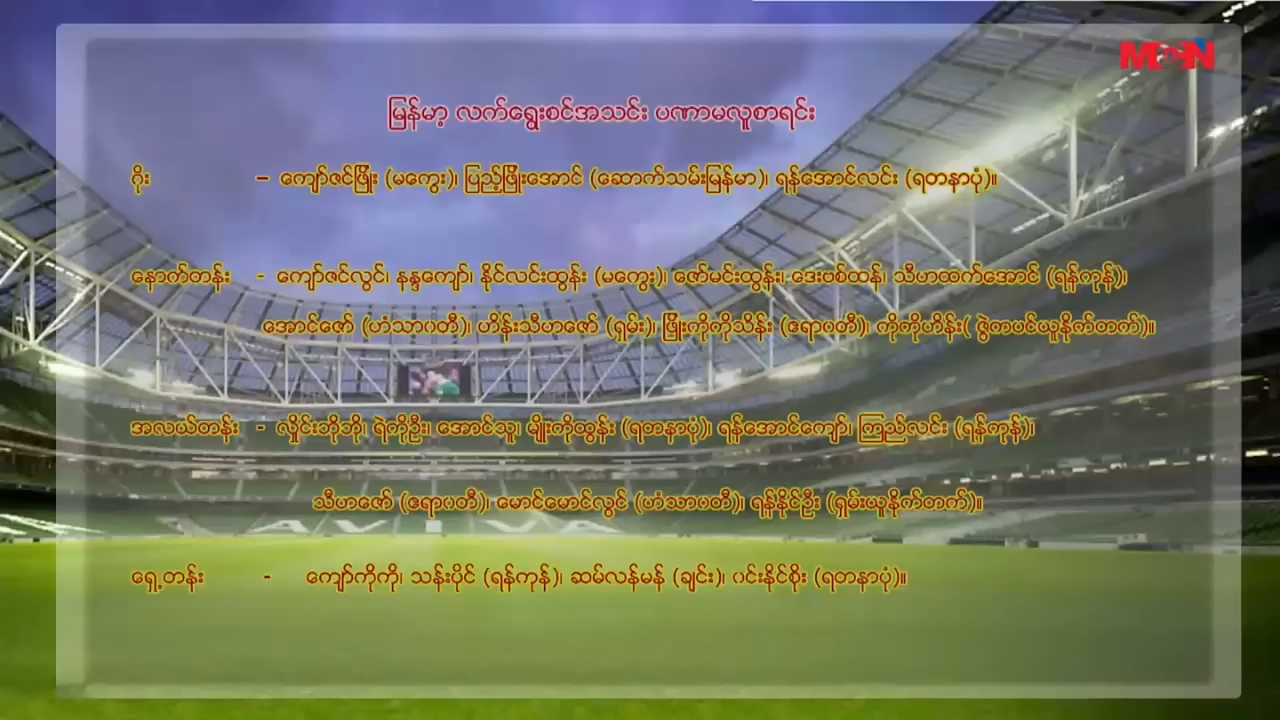 MON
မြန်မာ့ လက်ရွေးစင်အသင်း ပဏာမလူစာရင်း
ဂိုး – ကျော်ဇင်ဖြိုး (မကွေး)၊ ပြည့်ဖြိုးအောင် (ဆောက်သမ်းမြန်မာ)၊ ရန်အောင်လင်း (ရတနာပုံ)။
နောက်တန်း - ကျော်ဇင်လွင်၊ နန္ဒကျော်၊ နိုင်လင်းထွန်း (မကွေး)၊ ဇော်မင်းထွန်း၊ ဒေးဗစ်ထန်၊ သီဟထက်အောင် (ရန်ကုန်)၊
အောင်ဇော် (ဟံသာ၀တီ)၊ ဟိန်းသီဟဇော် (ရှမ်း)၊ ဖြိုးကိုကိုသိန်း (ဧရာ၀တီ)၊ ကိုကိုဟိန်း( ဇွဲကပင်ယူနိုက်တက်)။
အလယ်တန်း - လှိုင်းဘိုဘို၊ ရဲကိုဦး၊ အောင်သူ၊ မျိုးကိုထွန်း (ရတနာပုံ)၊ ရန်အောင်ကျော်၊ ကြည်လင်း (ရန်ကုန်)၊
သီဟဇော် (ဧရာ၀တီ)၊ မောင်မောင်လွင် (ဟံသာ၀တီ)၊ ရန်နိုင်ဦး (ရှမ်းယူနိုက်တက်)။
AVIVA
ရှေ့တန်း - ကျော်ကိုကို၊ သန်းပိုင် (ရန်ကုန်)၊ ဆမ်လန်မန် (ချင်း)၊ ၀င်းနိုင်စိုး (ရတနာပုံ)။